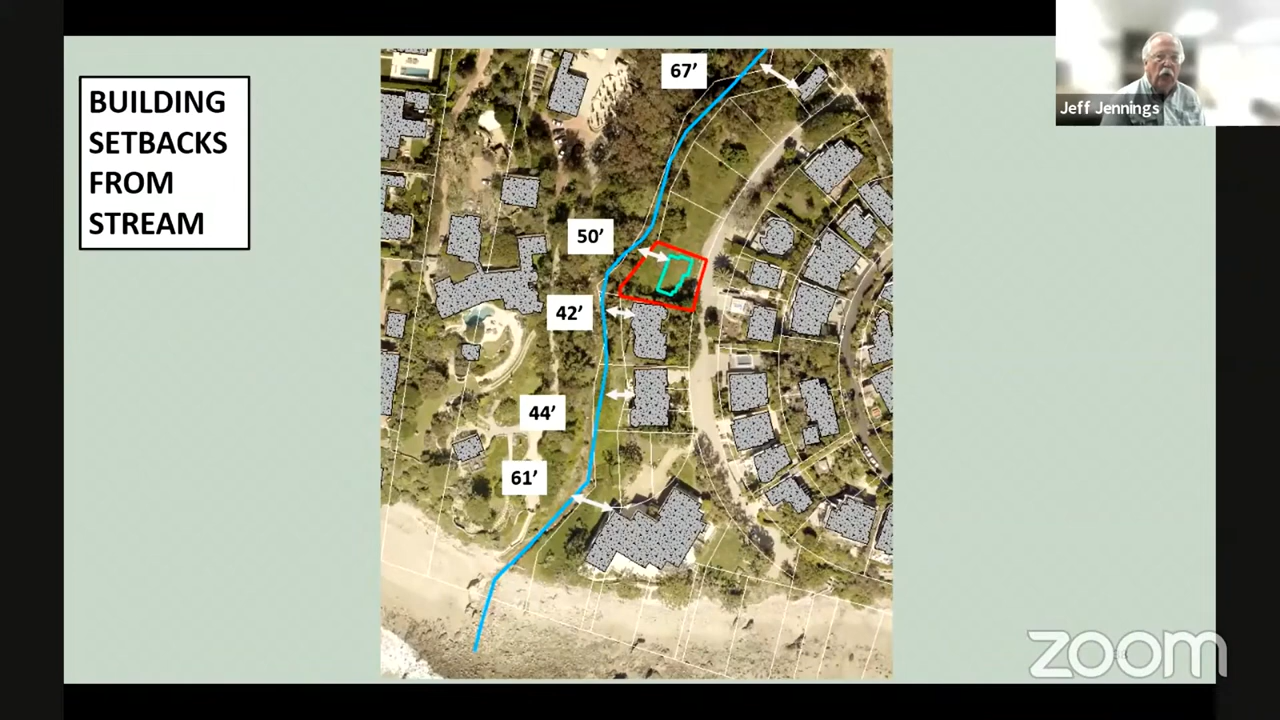 BUILDING
SETBACKS
FROM
STREAM
67’
50’
42’
44’
61’
Jeff Jennings
zoom